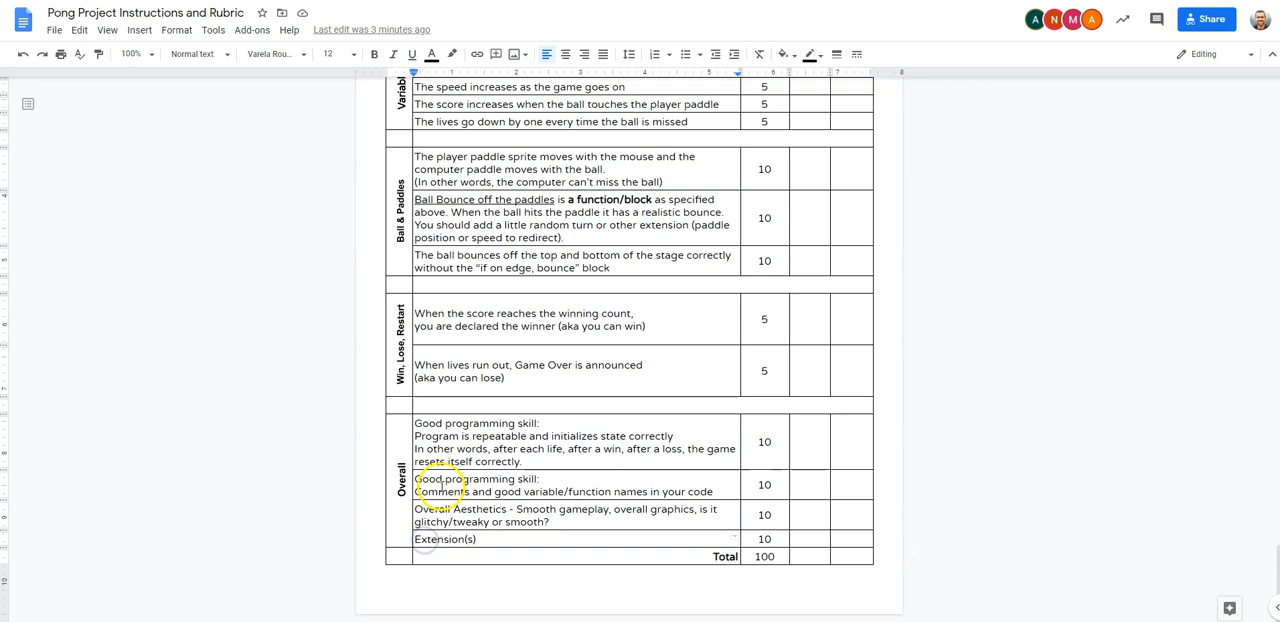 Pong Project Instructions and Rubric
File Edit View Insert Format Tools Add-ons Help Last edit was 3 minutes ago
A N M A Share
100% Normal text Varela Rou... 12 B I U A Editing
1 2 3 4 5 6 7 8
Variabl
The speed increases as the game goes on 5
The score increases when the ball touches the player paddle 5
The lives go down by one every time the ball is missed 5
Ball & Paddles
The player paddle sprite moves with the mouse and the
computer paddle moves with the ball.
(In other words, the computer can't miss the ball)
10
Ball Bounce off the paddles is a function/block as specified
above. When the ball hits the paddle it has a realistic bounce.
You should add a little random turn or other extension (paddle
position or speed to redirect).
10
The ball bounces off the top and bottom of the stage correctly
without the “if on edge, bounce” block
10
Win, Lose, Restart
When the score reaches the winning count,
you are declared the winner (aka you can win)
5
When lives run out, Game Over is announced
(aka you can lose)
5
Overall
Good programming skill:
Program is repeatable and initializes state correctly
In other words, after each life, after a win, after a loss, the game
resets itself correctly.
10
Good programming skill:
Comments and good variable/function names in your code
10
Overall Aesthetics - Smooth gameplay, overall graphics, is it
glitchy/tweaky or smooth?
10
Extension(s) 10
Total 100